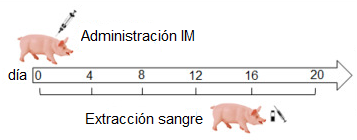 Administración IM
día 0 4 8 12 16 20
Extracción sangre